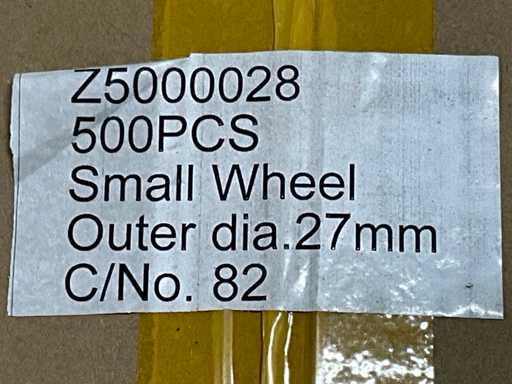 Z5000028
500PCS
Small Wheel
Outer dia.27mm
C/No. 82